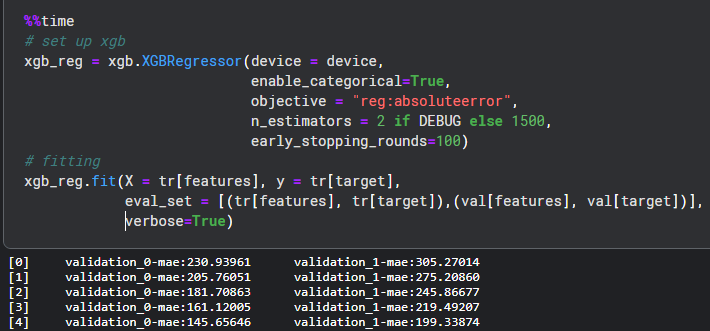 %%time
# set up xgb
xgb_reg = xgb.XGBRegressor(device = device,
enable_categorical=True,
objective = "reg:absoluteerror",
n_estimators = 2 if DEBUG else 1500,
early_stopping_rounds=100)
# fitting
xgb_reg.fit(X = tr[features], y = tr[target],
eval_set = [(tr[features], tr[target]),(val[features], val[target])],
verbose=True)
[0] validation_0-mae:230.93961 validation_1-mae:305.27014
[1] validation_0-mae:205.76051 validation_1-mae:275.20860
[2] validation_0-mae:181.70863 validation_1-mae:245.86677
[3] validation_0-mae:161.12005 validation_1-mae:219.49207
[4] validation_0-mae:145.65646 validation_1-mae:199.33874